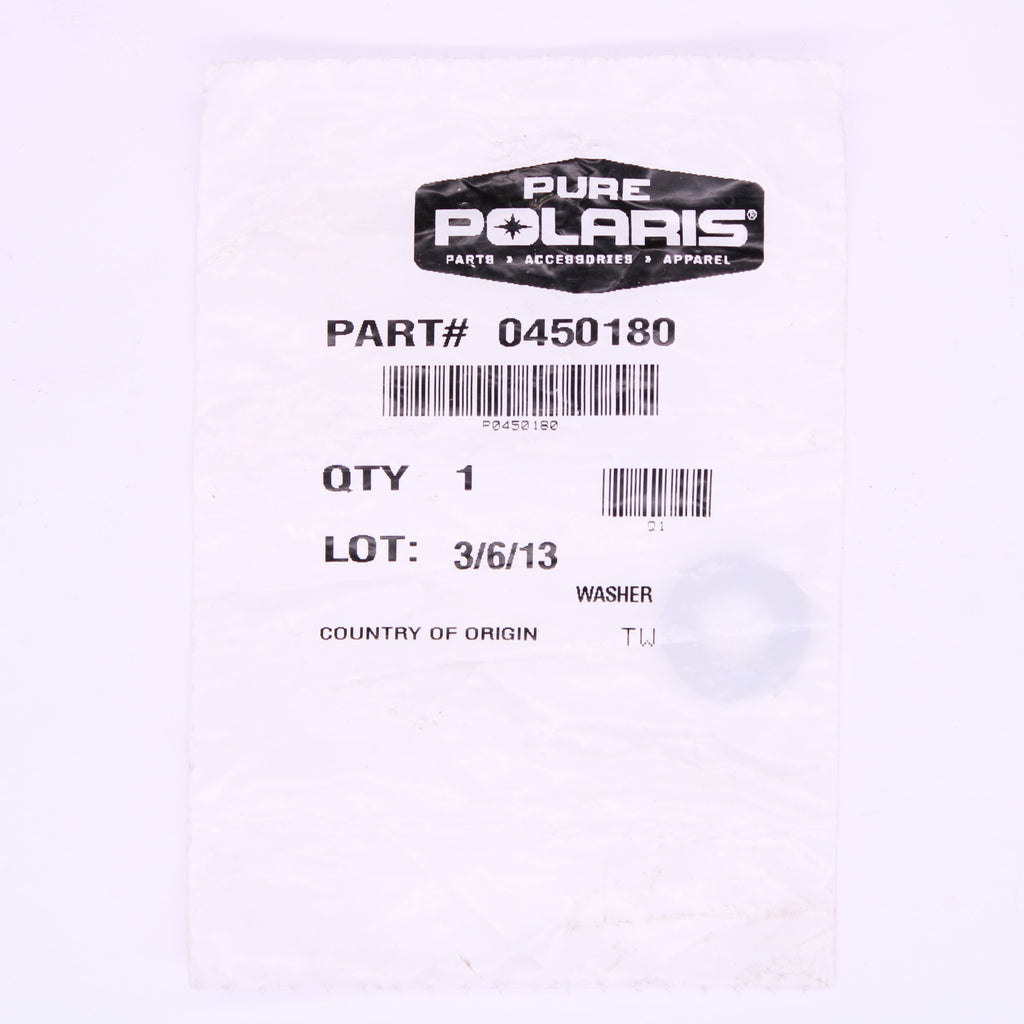 PURE
POLARIS®
PARTS » ACCESSORIES » APPAREL
PART# 0450180
P0450180
QTY 1
Q1
LOT: 3/6/13
WASHER
COUNTRY OF ORIGIN TW